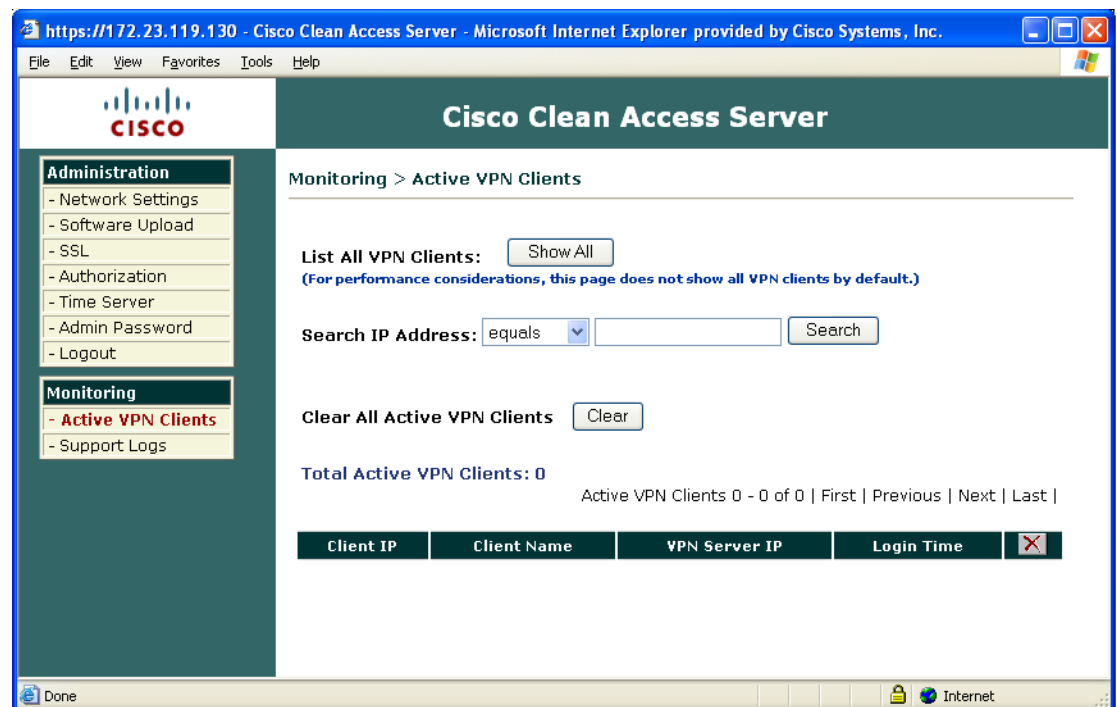 https://172.23.119.130 - Cisco Clean Access Server - Microsoft Internet Explorer provided by Cisco Systems, Inc.
File Edit View Favorites Tools Help
CISCO
Cisco Clean Access Server
Administration
- Network Settings
- Software Upload
- SSL
- Authorization
- Time Server
- Admin Password
- Logout
Monitoring
- Active VPN Clients
- Support Logs
Monitoring > Active VPN Clients
List All VPN Clients: Show All
(For performance considerations, this page does not show all VPN clients by default.)
Search IP Address: equals Search
Clear All Active VPN Clients Clear
Total Active VPN Clients: 0
Active VPN Clients 0 - 0 of 0 | First | Previous | Next | Last |
Client IP Client Name VPN Server IP Login Time
Done Internet